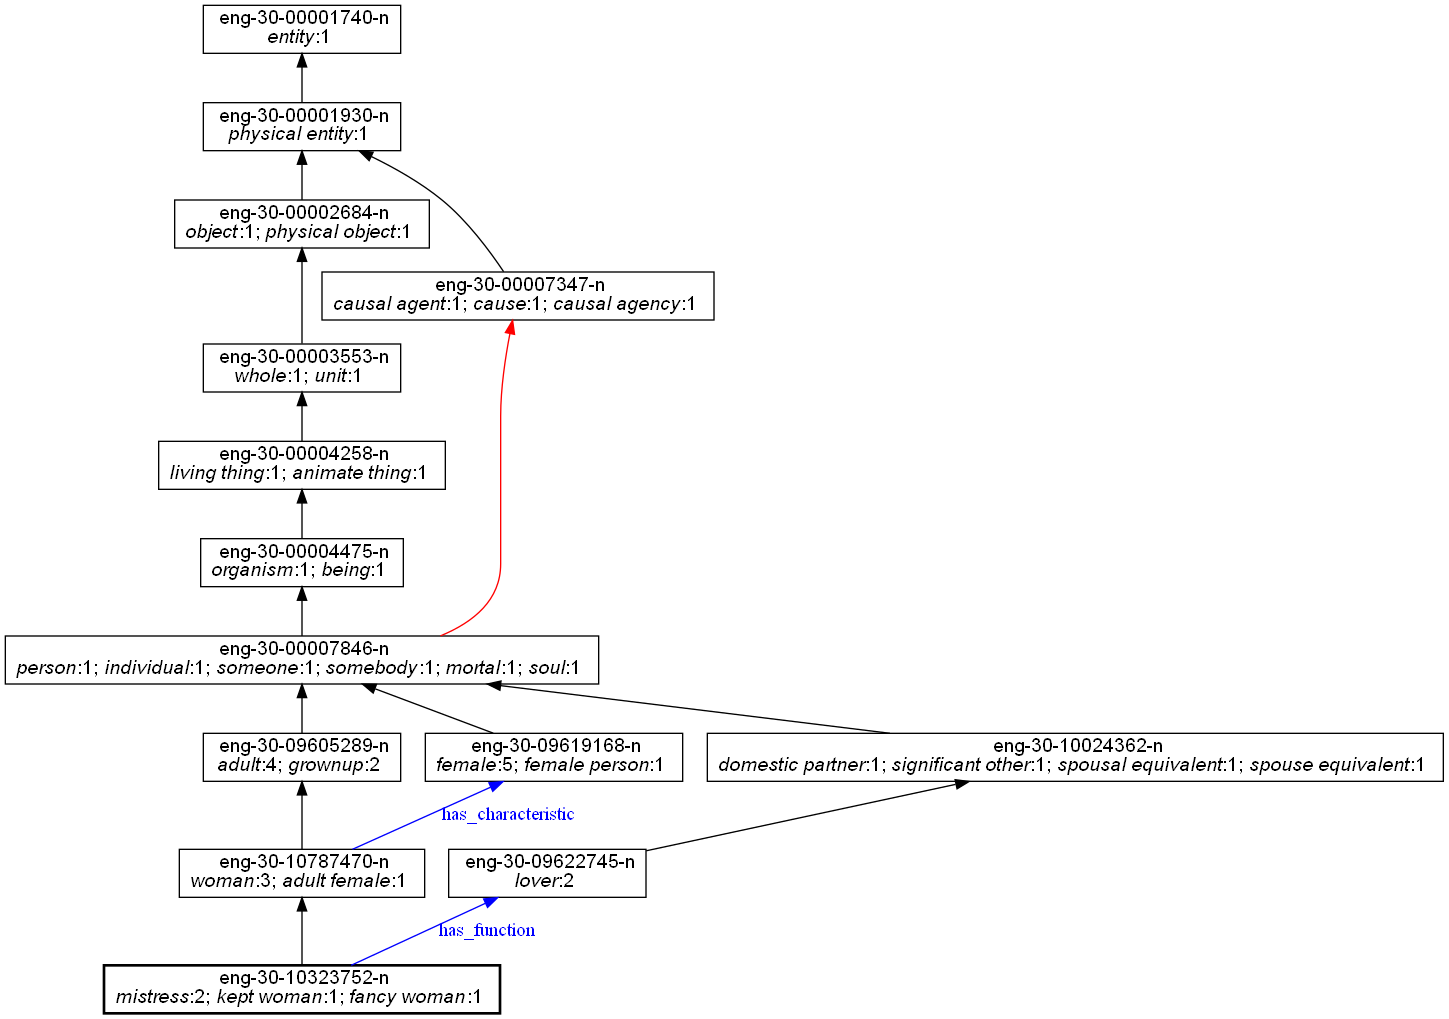 eng-30-00001740-n
entity:1
eng-30-00001930-n
physical entity:1
eng-30-00002684-n
object:1; physical object:1
eng-30-00007347-n
causal agent:1; cause:1; causal agency:1
eng-30-00003553-n
whole:1; unit:1
eng-30-00004258-n
living thing:1; animate thing:1
eng-30-00004475-n
organism:1; being:1
eng-30-00007846-n
person:1; individual:1; someone:1; somebody:1; mortal:1; soul:1
eng-30-09605289-n
adult:4; grownup:2
eng-30-09619168-n
female:5; female person:1
eng-30-10024362-n
domestic partner:1; significant other:1; spousal equivalent:1; spouse equivalent:1
has_characteristic
eng-30-10787470-n
woman:3; adult female:1
eng-30-09622745-n
lover:2
has_function
eng-30-10323752-n
mistress:2; kept woman:1; fancy woman:1